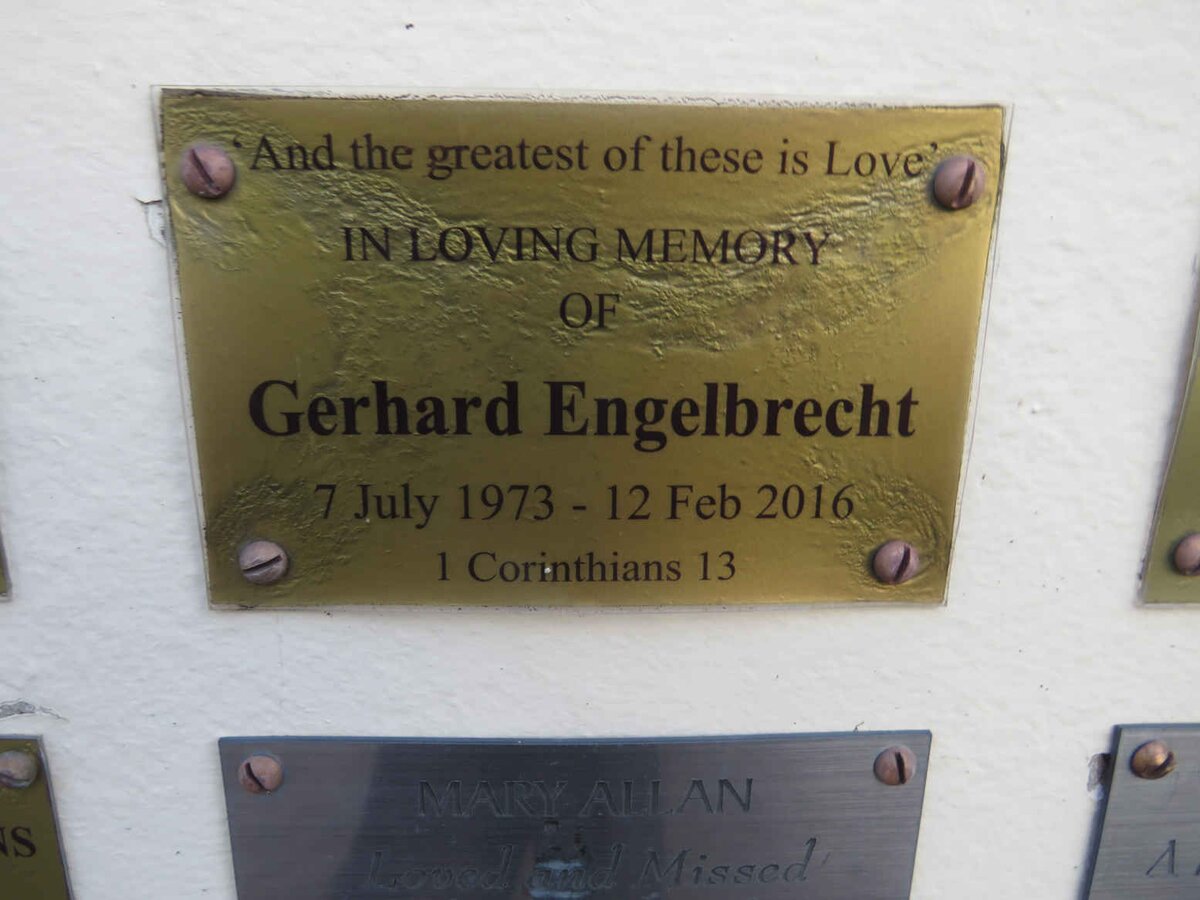 ‘And the greatest of these is Love’
IN LOVING MEMORY
OF
Gerhard Engelbrecht
7 July 1973 - 12 Feb 2016
1 Corinthians 13
MARY ALLAN
Loved and Missed
NS
A